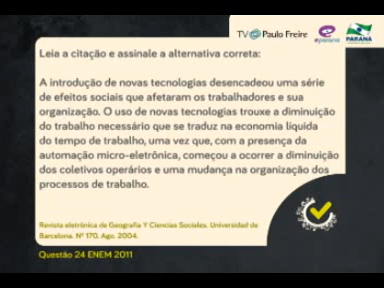 TV Paulo Freire
eparaná
PARANÁ
Leia a citação e assinale a alternativa correta:
A introdução de novas tecnologias desencadeou uma série
de efeitos sociais que afetaram os trabalhadores e sua
organização. O uso de novas tecnologias trouxe a diminuição
do trabalho necessário que se traduz na economia líquida
do tempo de trabalho, uma vez que, com a presença da
automação micro-eletrônica, começou a ocorrer a diminuição
dos coletivos operários e uma mudança na organização dos
processos de trabalho.
Revista eletrônica de Geografia Y Ciencias Sociales. Universidad de
Barcelona. Nº 170. Ago. 2004.
Questão 24 ENEM 2011